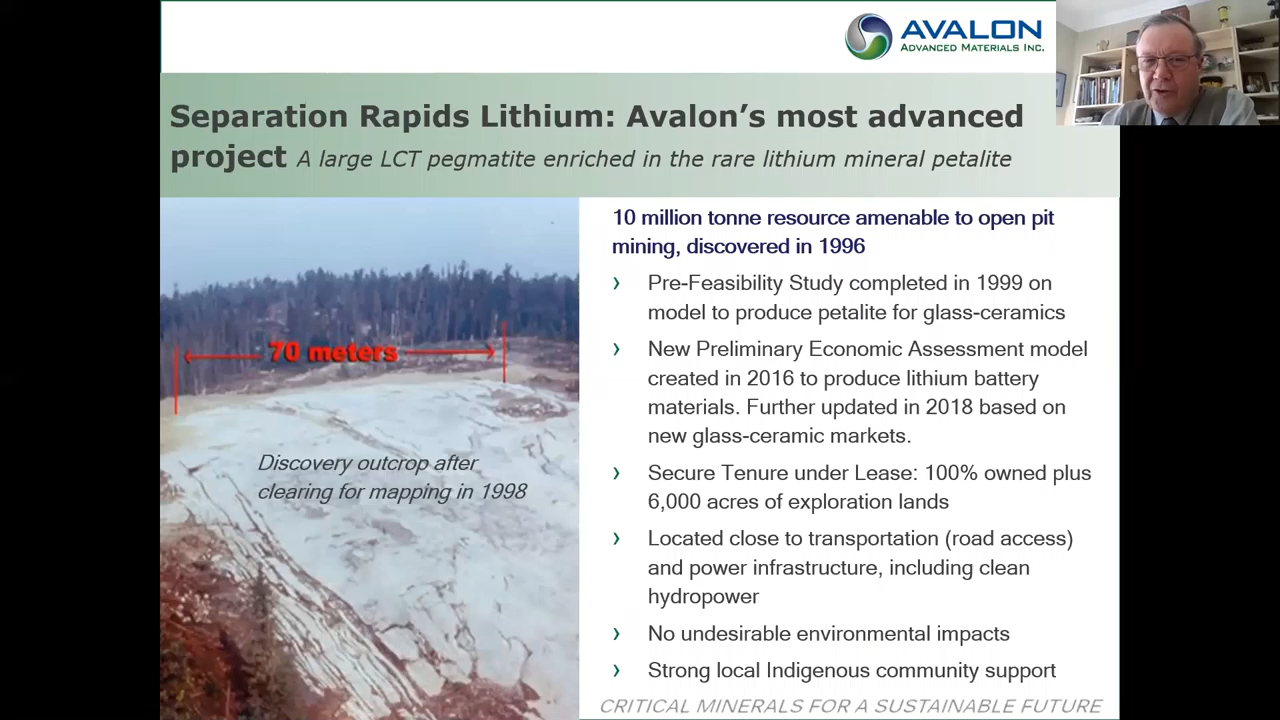 AVALON
ADVANCED MATERIALS INC.
Separation Rapids Lithium: Avalon’s most advanced
project A large LCT pegmatite enriched in the rare lithium mineral petalite
70 meters
Discovery outcrop after
clearing for mapping in 1998
10 million tonne resource amenable to open pit
mining, discovered in 1996
› Pre-Feasibility Study completed in 1999 on
model to produce petalite for glass-ceramics
› New Preliminary Economic Assessment model
created in 2016 to produce lithium battery
materials. Further updated in 2018 based on
new glass-ceramic markets.
› Secure Tenure under Lease: 100% owned plus
6,000 acres of exploration lands
› Located close to transportation (road access)
and power infrastructure, including clean
hydropower
› No undesirable environmental impacts
› Strong local Indigenous community support
CRITICAL MINERALS FOR A SUSTAINABLE FUTURE